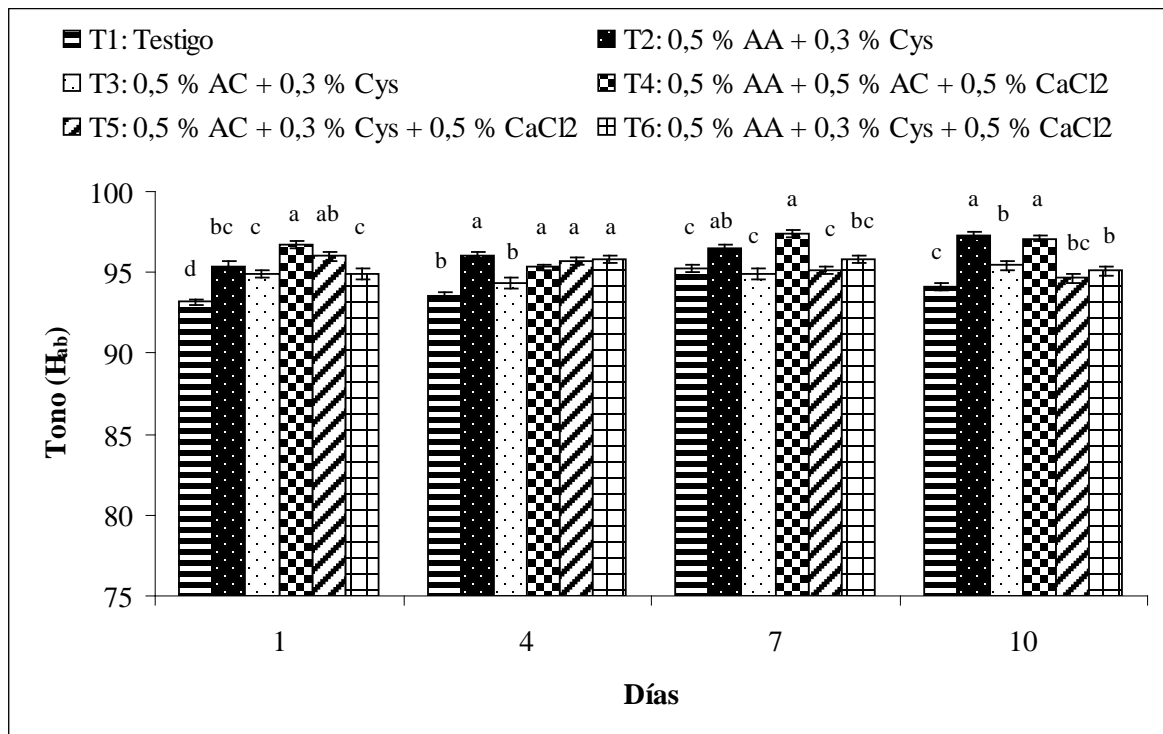 T1: Testigo
T2: 0,5 % AA + 0,3 % Cys
T3: 0,5 % AC + 0,3 % Cys
T4: 0,5 % AA + 0,5 % AC + 0,5 % CaCl2
T5: 0,5 % AC + 0,3 % Cys + 0,5 % CaCl2
T6: 0,5 % AA + 0,3 % Cys + 0,5 % CaCl2
100
95
90
85
80
75
Tono (Hab)
d bc c a ab c
b a b a a a
c ab c a c bc
c a b a bc b
1 4 7 10
Días